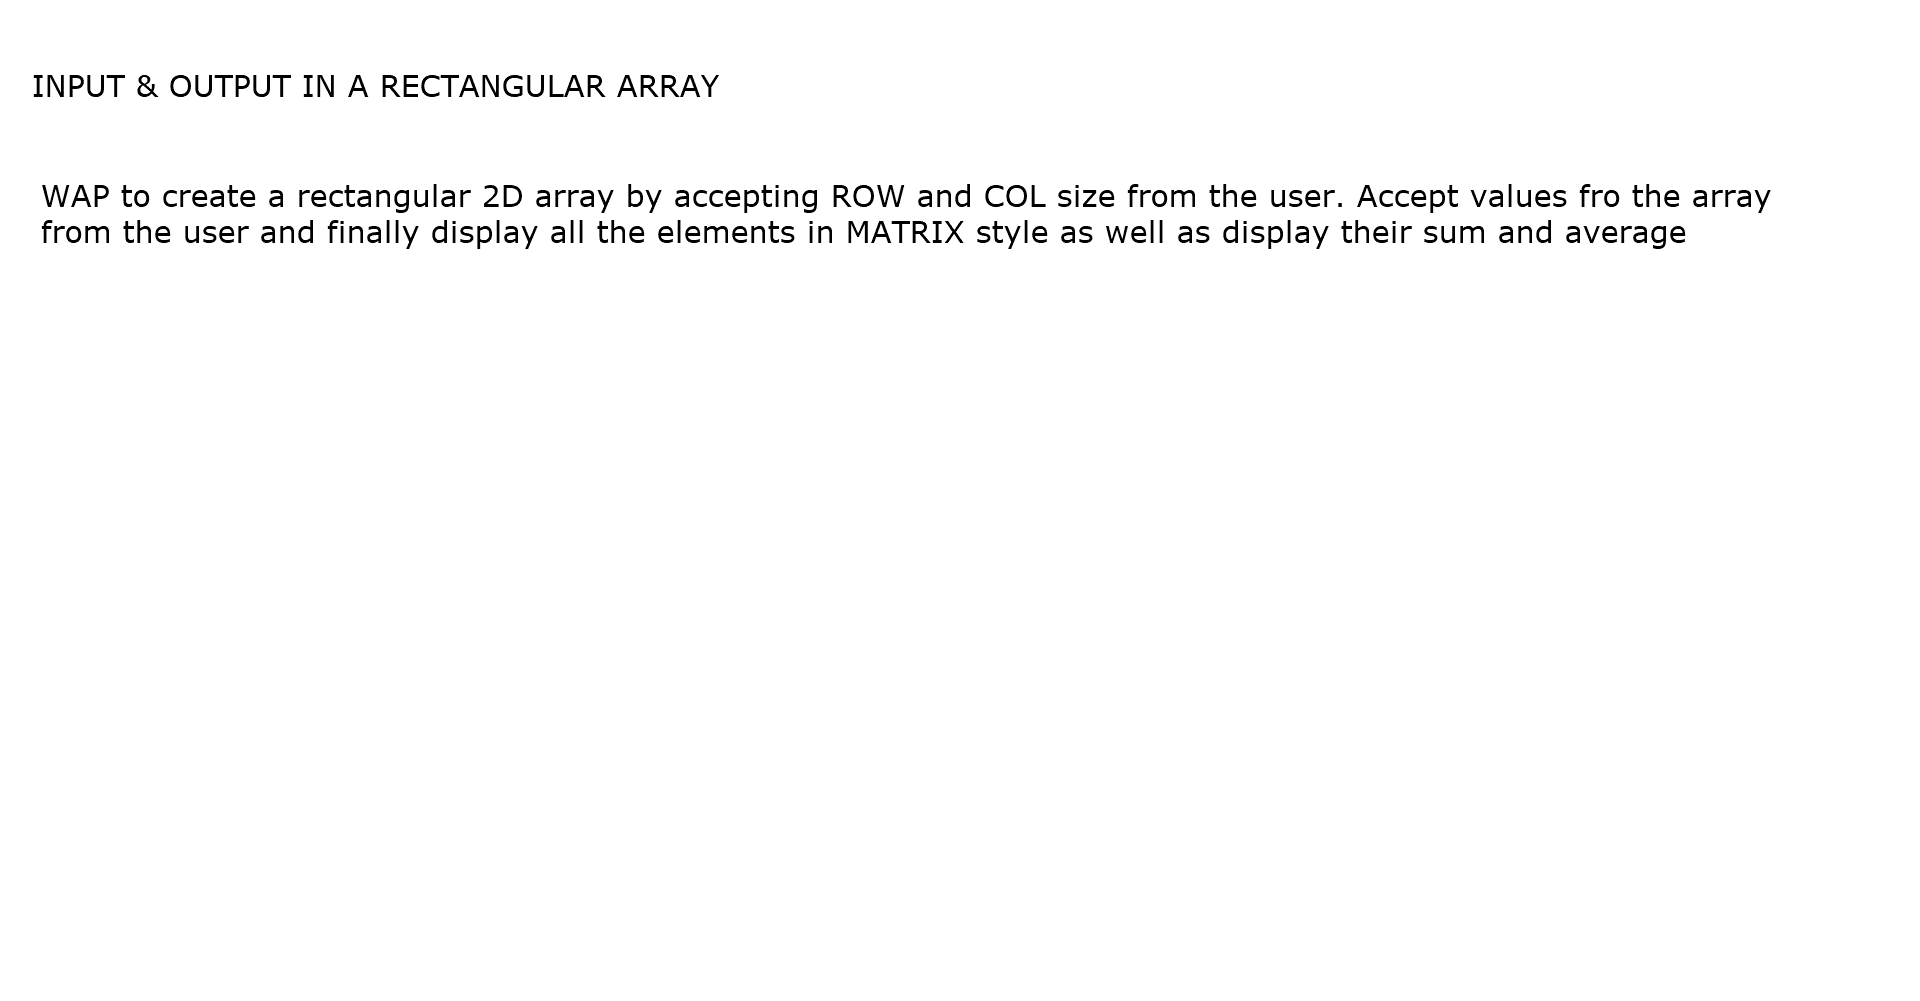 INPUT & OUTPUT IN A RECTANGULAR ARRAY
WAP to create a rectangular 2D array by accepting ROW and COL size from the user. Accept values fro the array
from the user and finally display all the elements in MATRIX style as well as display their sum and average